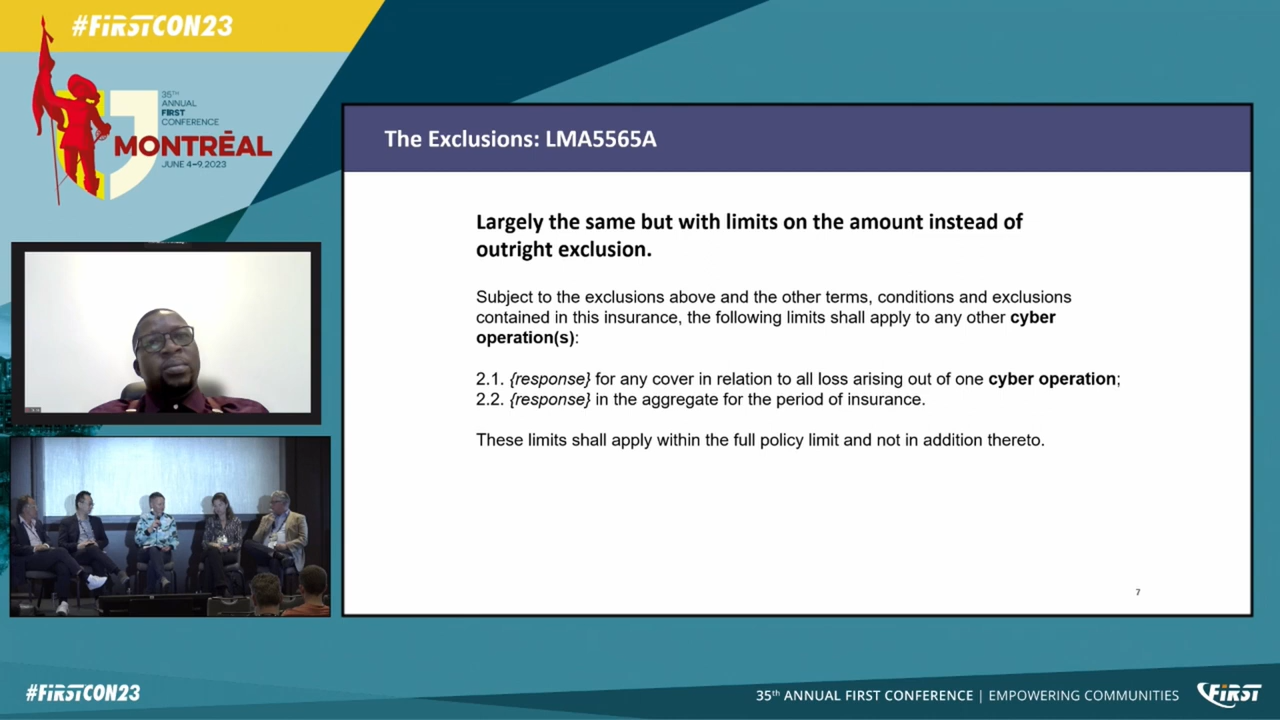 #FiRSTCON23
35TH
ANNUAL
FIRST
CONFERENCE
MONTRĒAL
JUNE 4–9,2023
The Exclusions: LMA5565A
Largely the same but with limits on the amount instead of
outright exclusion.
Subject to the exclusions above and the other terms, conditions and exclusions
contained in this insurance, the following limits shall apply to any other cyber
operation(s):
2.1. {response} for any cover in relation to all loss arising out of one cyber operation;
2.2. {response} in the aggregate for the period of insurance.
These limits shall apply within the full policy limit and not in addition thereto.
7
#FiRSTCON23
35th ANNUAL FIRST CONFERENCE | EMPOWERING COMMUNITIES
FiRST